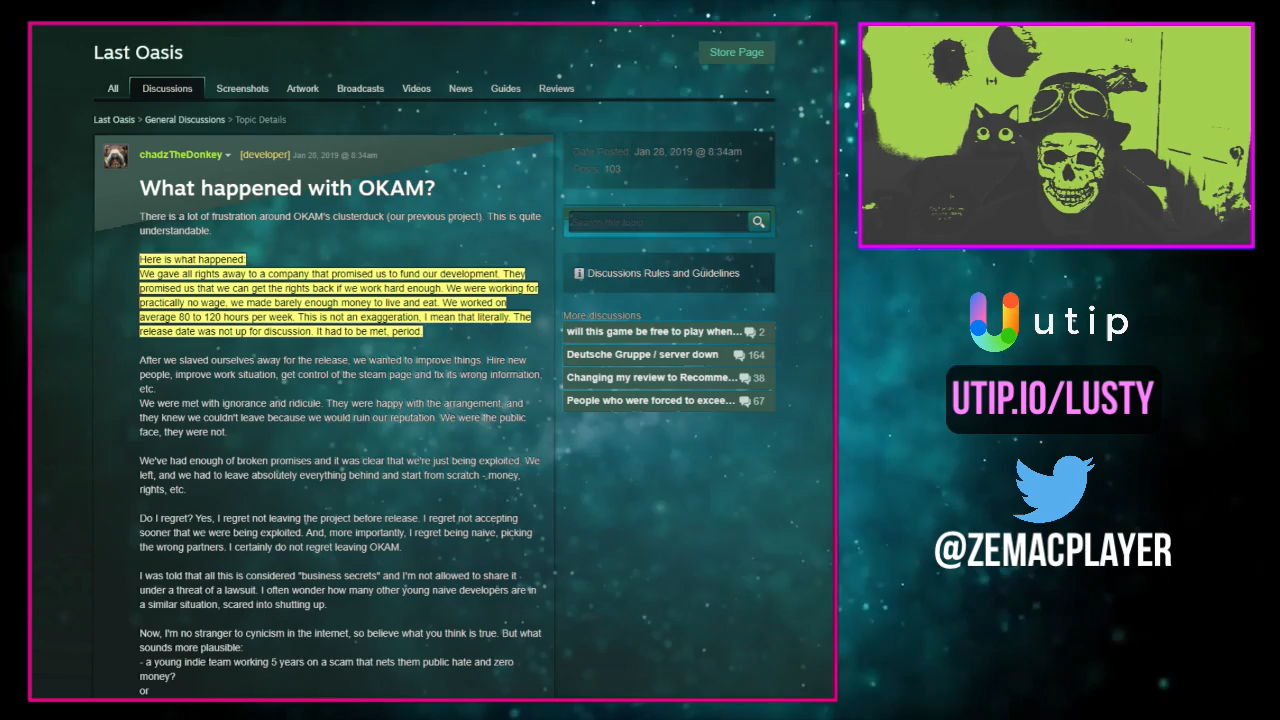 Last Oasis
Store Page
All Discussions Screenshots Artwork Broadcasts Videos News Guides Reviews
Last Oasis > General Discussions > Topic Details
chadzTheDonkey [developer] Jan 28, 2019 @ 8:34am
What happened with OKAM?
There is a lot of frustration around OKAM's clusterduck (our previous project). This is quite
understandable.
Here is what happened:
We gave all rights away to a company that promised us to fund our development. They
promised us that we can get the rights back if we work hard enough. We were working for
practically no wage, we made barely enough money to live and eat. We worked on
average 80 to 120 hours per week. This is not an exaggeration, I mean that literally. The
release date was not up for discussion. It had to be met, period.
After we slaved ourselves away for the release, we wanted to improve things. Hire new
people, improve work situation, get control of the steam page and fix its wrong information,
etc.
We were met with ignorance and ridicule. They were happy with the arrangement, and
they knew we couldn't leave because we would ruin our reputation. We were the public
face, they were not.
We've had enough of broken promises and it was clear that we're just being exploited. We
left, and we had to leave absolutely everything behind and start from scratch - money,
rights, etc.
Do I regret? Yes, I regret not leaving the project before release. I regret not accepting
sooner that we were being exploited. And, more importantly, I regret being naive, picking
the wrong partners. I certainly do not regret leaving OKAM.
I was told that all this is considered "business secrets" and I'm not allowed to share it
under a threat of a lawsuit. I often wonder how many other young naive developers are in
a similar situation, scared into shutting up.
Now, I'm no stranger to cynicism in the internet, so believe what you think is true. But what
sounds more plausible:
- a young indie team working 5 years on a scam that nets them public hate and zero
money?
or
Date Posted: Jan 28, 2019 @ 8:34am
Posts: 103
Discussions Rules and Guidelines
More discussions
will this game be free to play when... 2
Deutsche Gruppe / server down 164
Changing my review to Recomme... 38
People who were forced to excee... 67
utip
UTIP.IO/LUSTY
@ZEMACPLAYER